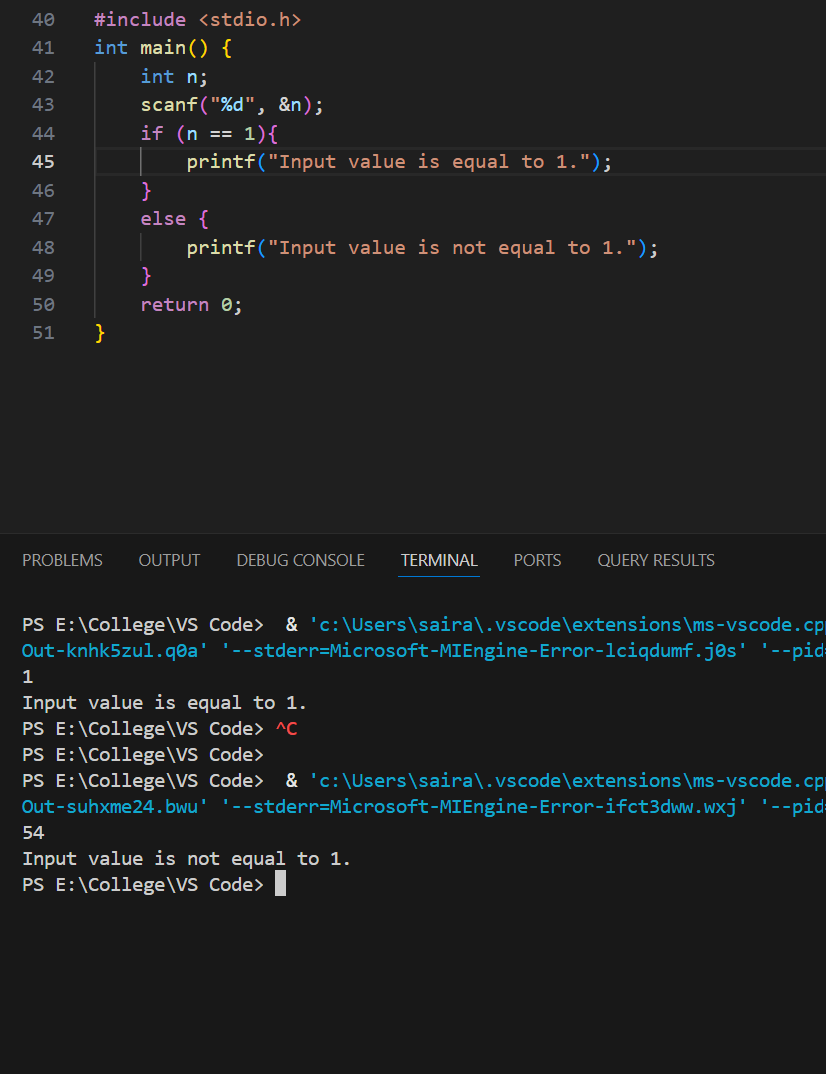 40 #include <stdio.h>
41 int main() {
42     int n;
43     scanf("%d", &n);
44     if (n == 1){
45         printf("Input value is equal to 1.");
46     }
47     else {
48         printf("Input value is not equal to 1.");
49     }
50     return 0;
51 }
PROBLEMS OUTPUT DEBUG CONSOLE TERMINAL PORTS QUERY RESULTS
PS E:\College\VS Code>  & 'c:\Users\saira\.vscode\extensions\ms-vscode.cpp
Out-knhk5zul.q0a' '--stderr=Microsoft-MIEngine-Error-lciqdumf.j0s' '--pid=
1
Input value is equal to 1.
PS E:\College\VS Code> ^C
PS E:\College\VS Code>
PS E:\College\VS Code>  & 'c:\Users\saira\.vscode\extensions\ms-vscode.cpp
Out-suhxme24.bwu' '--stderr=Microsoft-MIEngine-Error-ifct3dww.wxj' '--pid=
54
Input value is not equal to 1.
PS E:\College\VS Code>